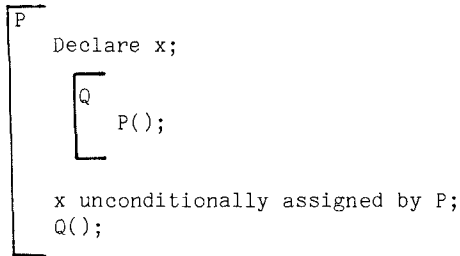 P
Declare x;
Q
P();
x unconditionally assigned by P;
Q();